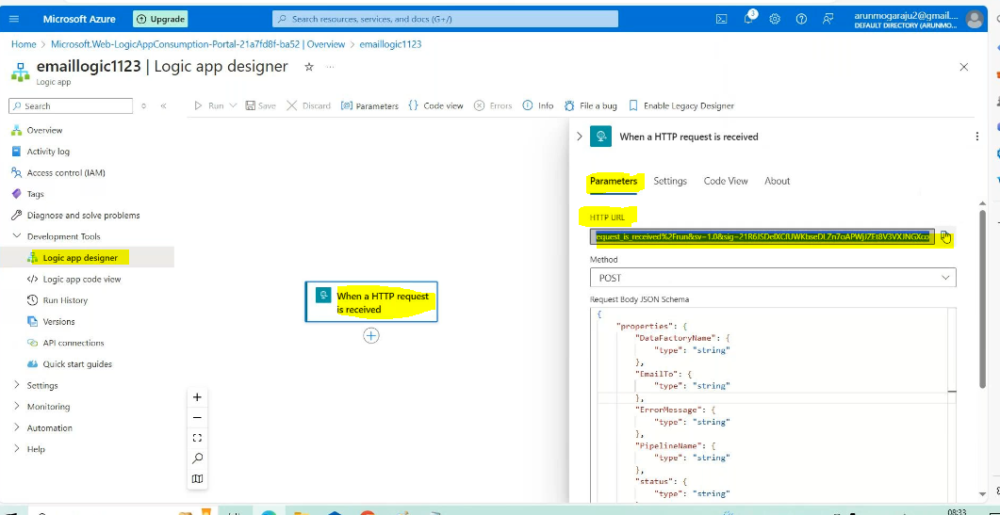 Microsoft Azure
Upgrade
Search resources, services, and docs (G+/)
1
arunmogaraju2@gmail....
DEFAULT DIRECTORY (ARUNMO...
Home > Microsoft.Web-LogicAppConsumption-Portal-21a7fd8f-ba52 | Overview > emaillogic1123
emaillogic1123 | Logic app designer
Logic app
Search
Run
Save
Discard
Parameters
Code view
Errors
Info
File a bug
Enable Legacy Designer
Overview
Activity log
Access control (IAM)
Tags
Diagnose and solve problems
Development Tools
Logic app designer
Logic app code view
Run History
Versions
API connections
Quick start guides
Settings
Monitoring
Automation
Help
When a HTTP request
is received
When a HTTP request is received
Parameters
Settings
Code View
About
HTTP URL
Method
POST
Request Body JSON Schema
{
"properties": {
"DataFactoryName": {
"type": "string"
},
"EmailTo": {
"type": "string"
},
"ErrorMessage": {
"type": "string"
},
"PipelineName": {
"type": "string"
},
"status": {
"type": "string"
08:33